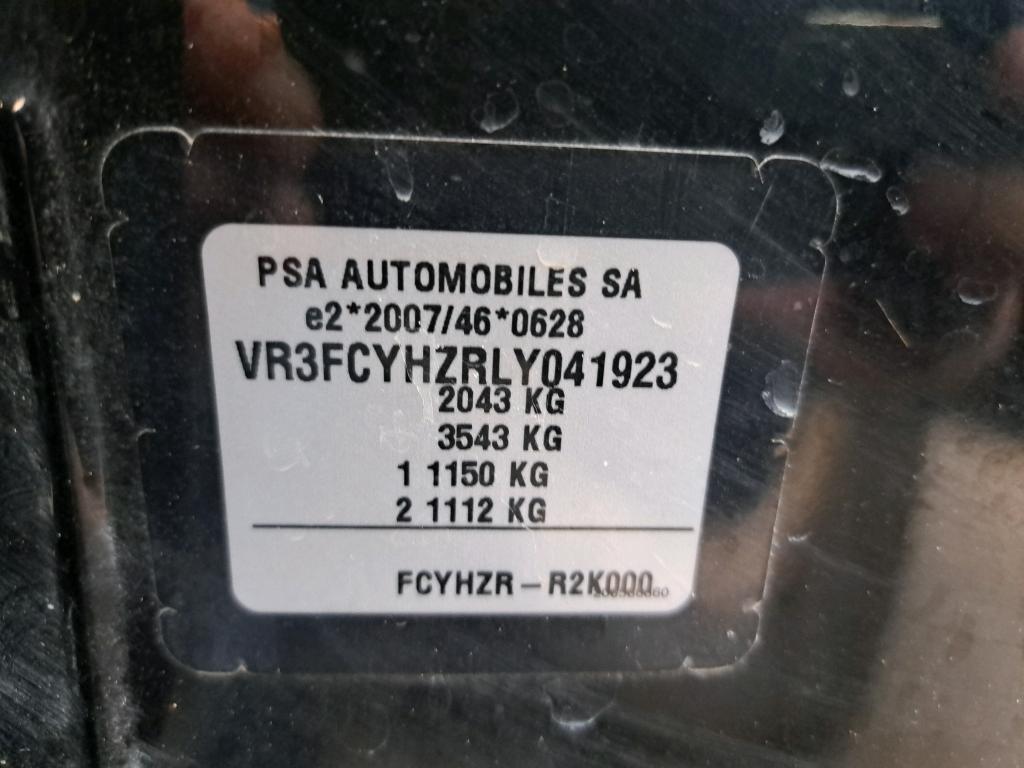 PSA AUTOMOBILES SA
e2*2007/46*0628
VR3FCYHZRLY041923
2043 KG
3543 KG
1 1150 KG
2 1112 KG
FCYHZR – R2K000